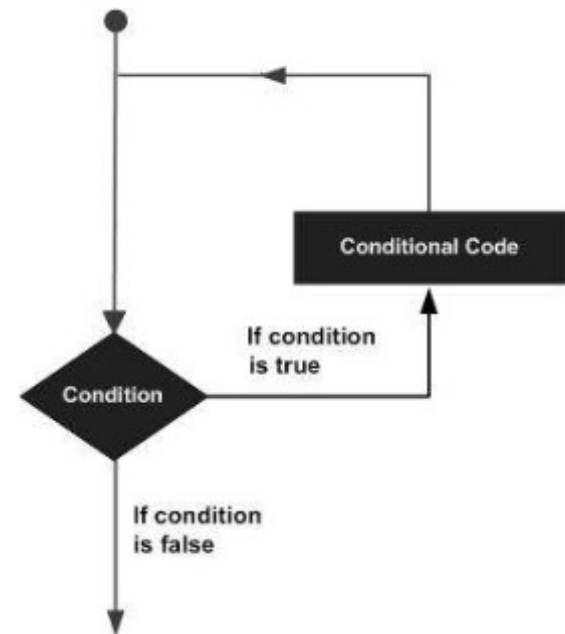 Conditional Code
If condition
is true
Condition
If condition
is false